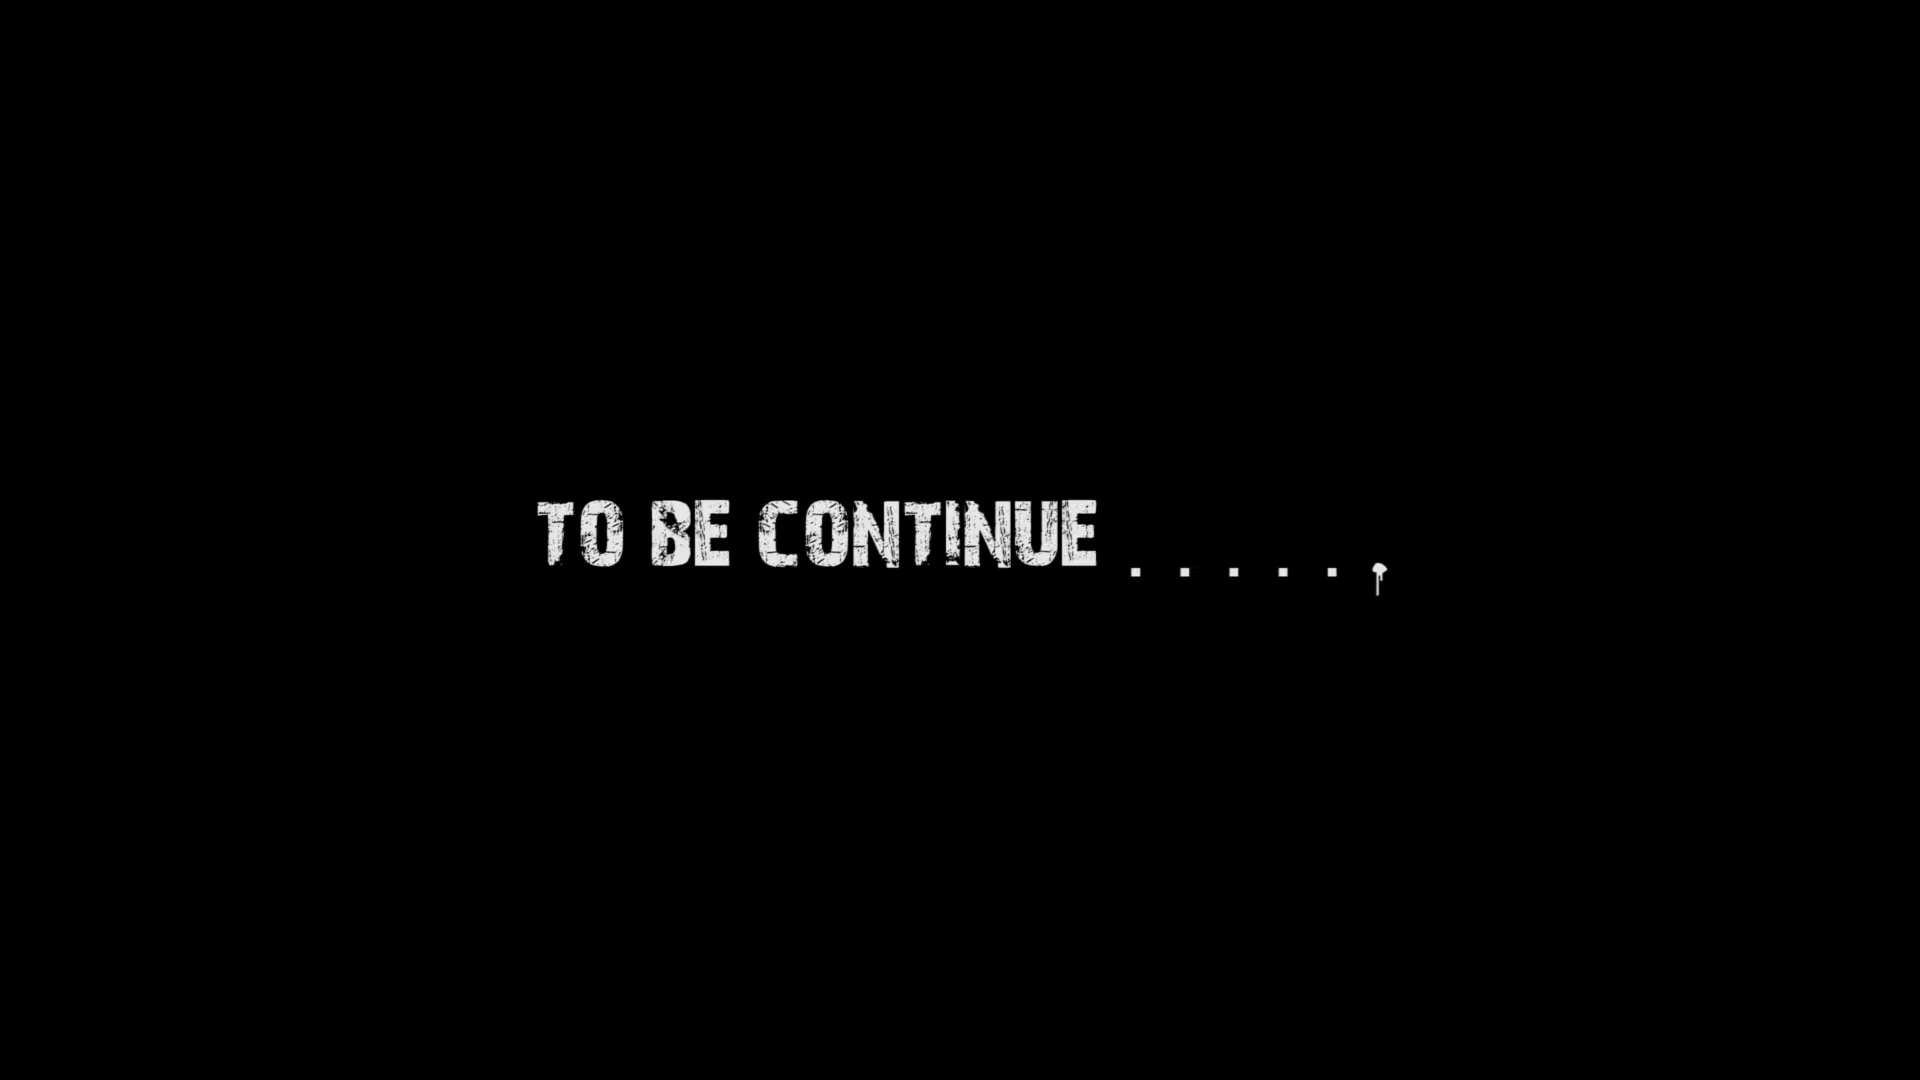 TO BE CONTINUE . . . . . .